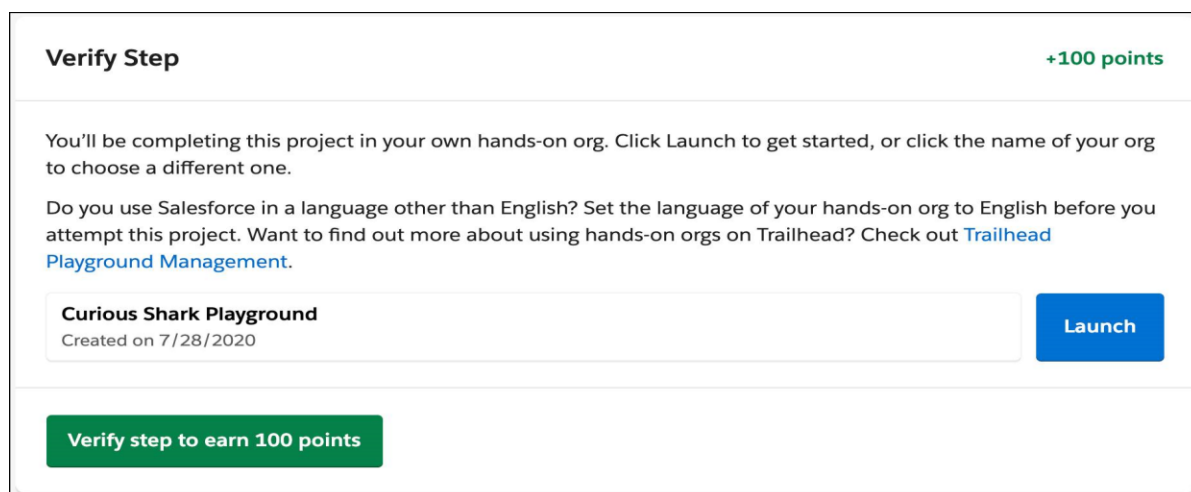 Verify Step
+100 points
You’ll be completing this project in your own hands-on org. Click Launch to get started, or click the name of your org
to choose a different one.
Do you use Salesforce in a language other than English? Set the language of your hands-on org to English before you
attempt this project. Want to find out more about using hands-on orgs on Trailhead? Check out Trailhead
Playground Management.
Curious Shark Playground
Created on 7/28/2020
Launch
Verify step to earn 100 points